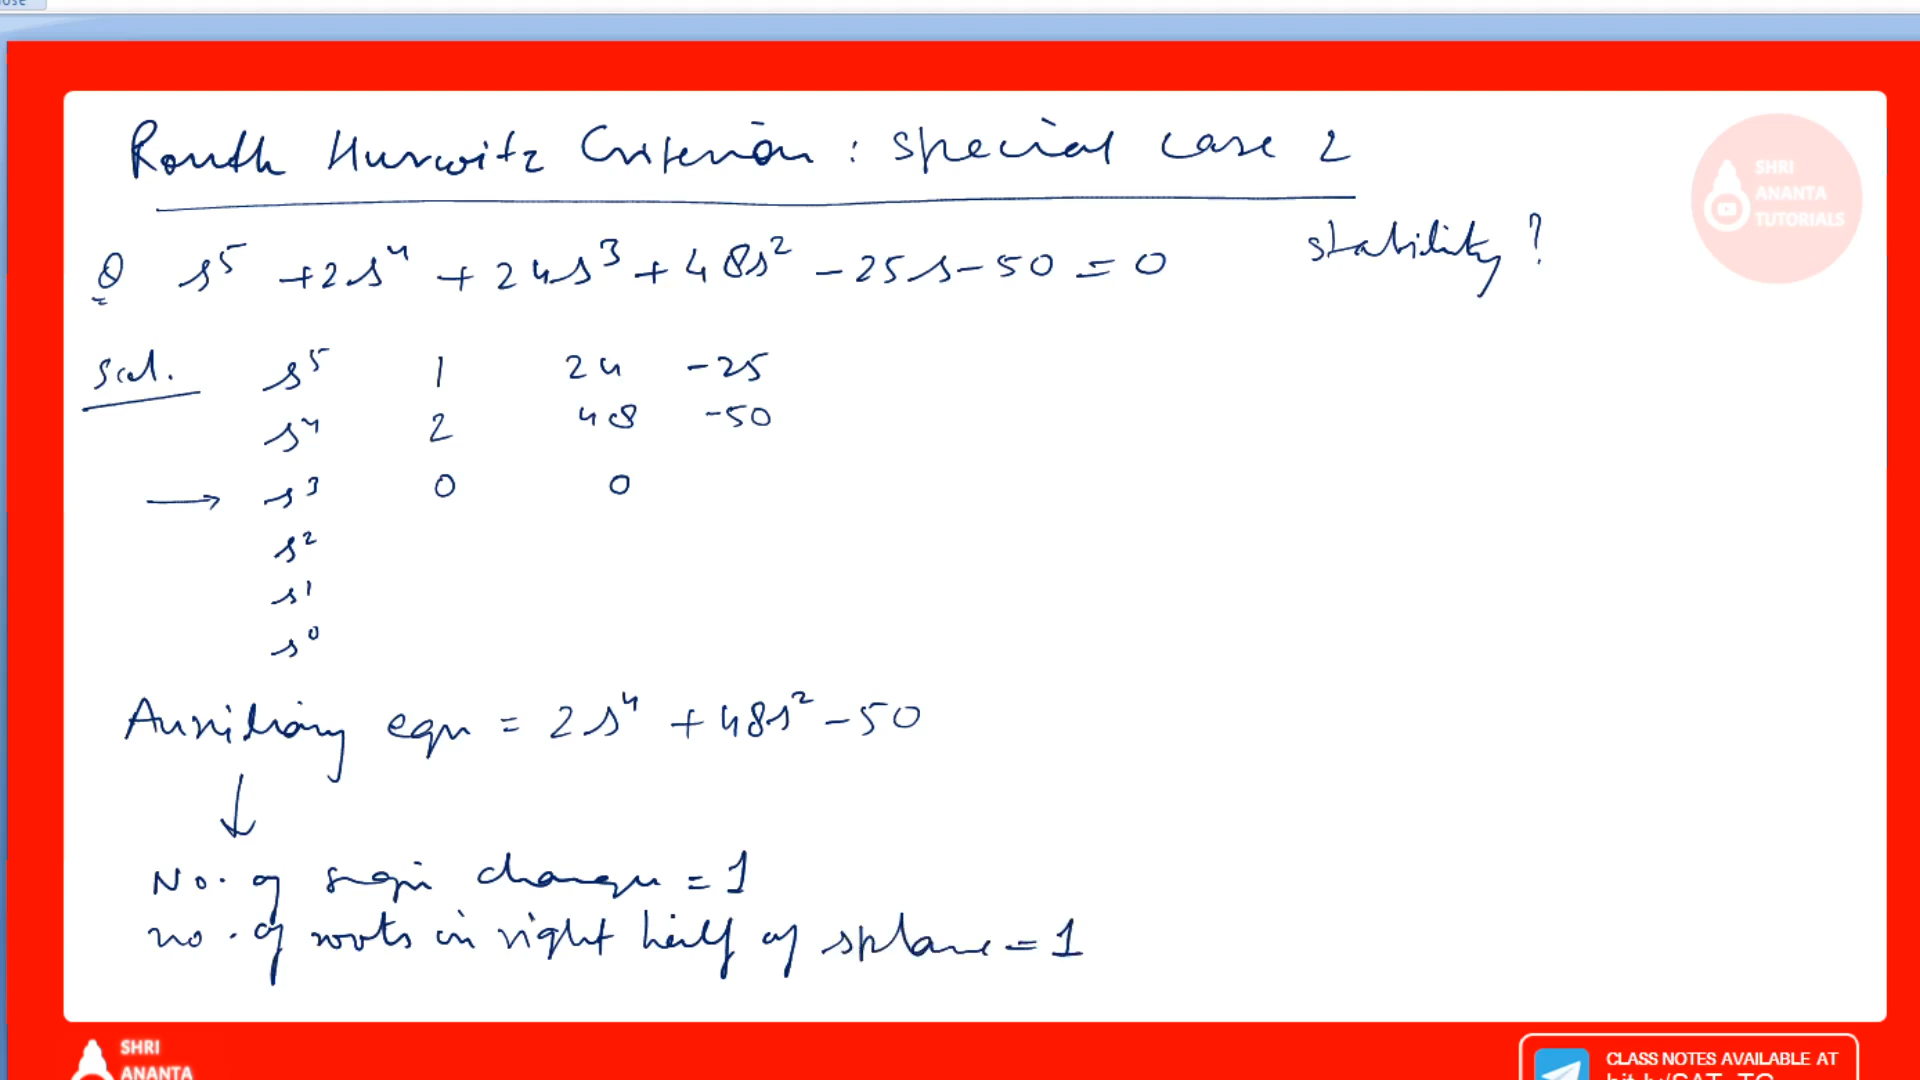 Routh Hurwitz Criterion : special case 2
Q s⁵ + 2s⁴ + 24s³ + 48s² - 25s - 50 = 0 stability ?
Sol. s⁵ 1 24 -25
s⁴ 2 48 -50
→ s³ 0 0
s²
s¹
s⁰
Auxiliary eqn = 2s⁴ + 48s² - 50
↓
No. of sign change = 1
no. of roots in right half of s plane = 1
SHRI
ANANTA
TUTORIALS
SHRI
ANANTA
CLASS NOTES AVAILABLE AT